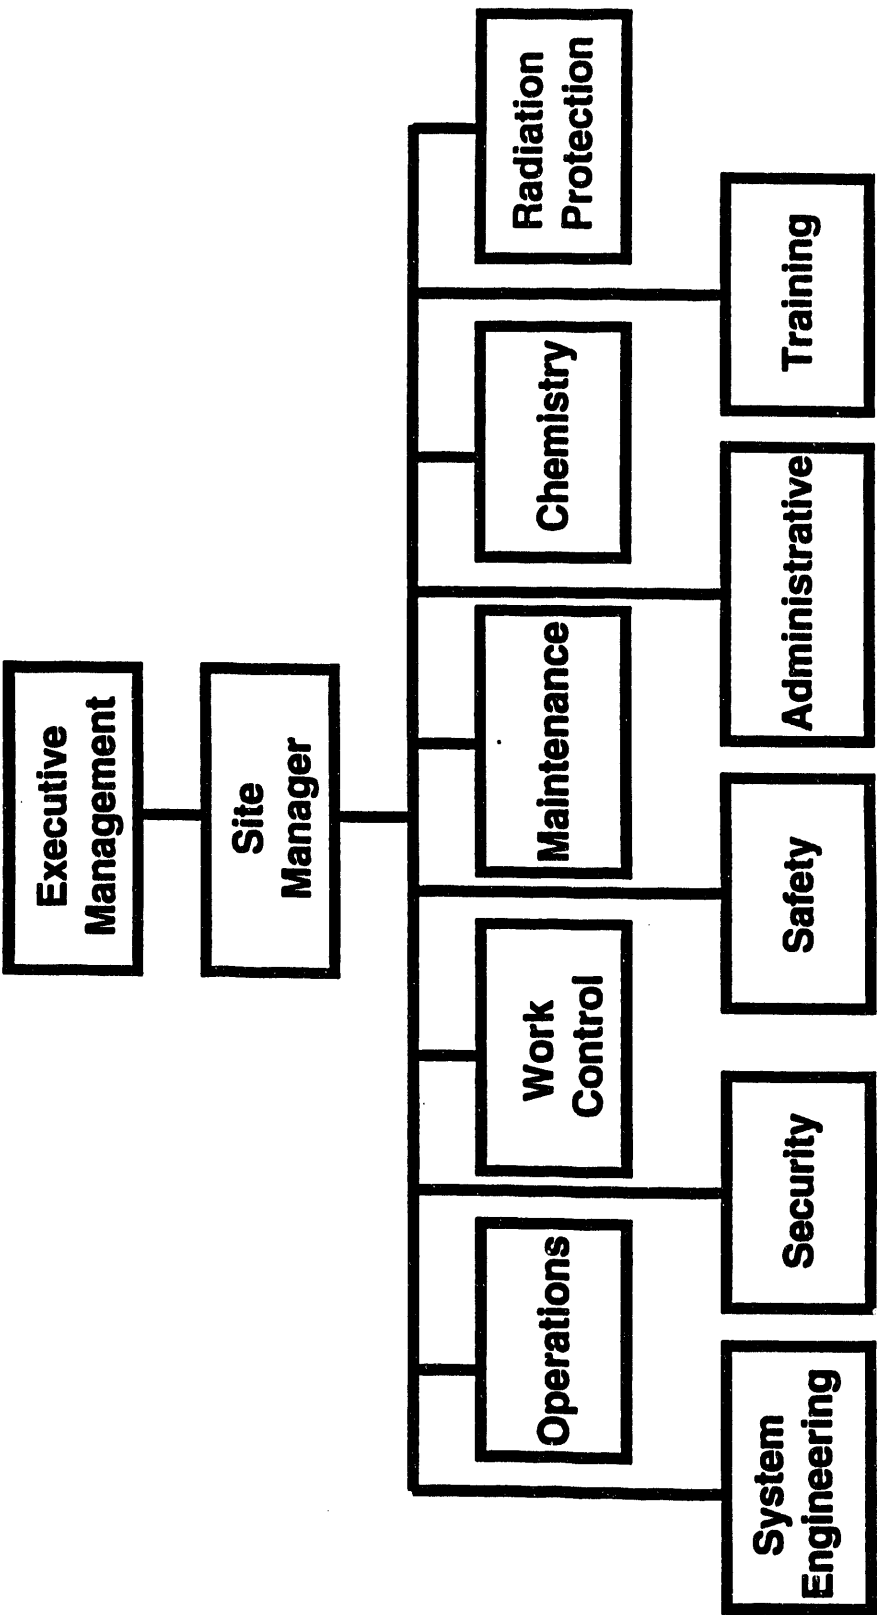 Executive
Management
Site
Manager
Operations
Work
Control
Maintenance
Chemistry
Radiation
Protection
System
Engineering
Security
Safety
Administrative
Training